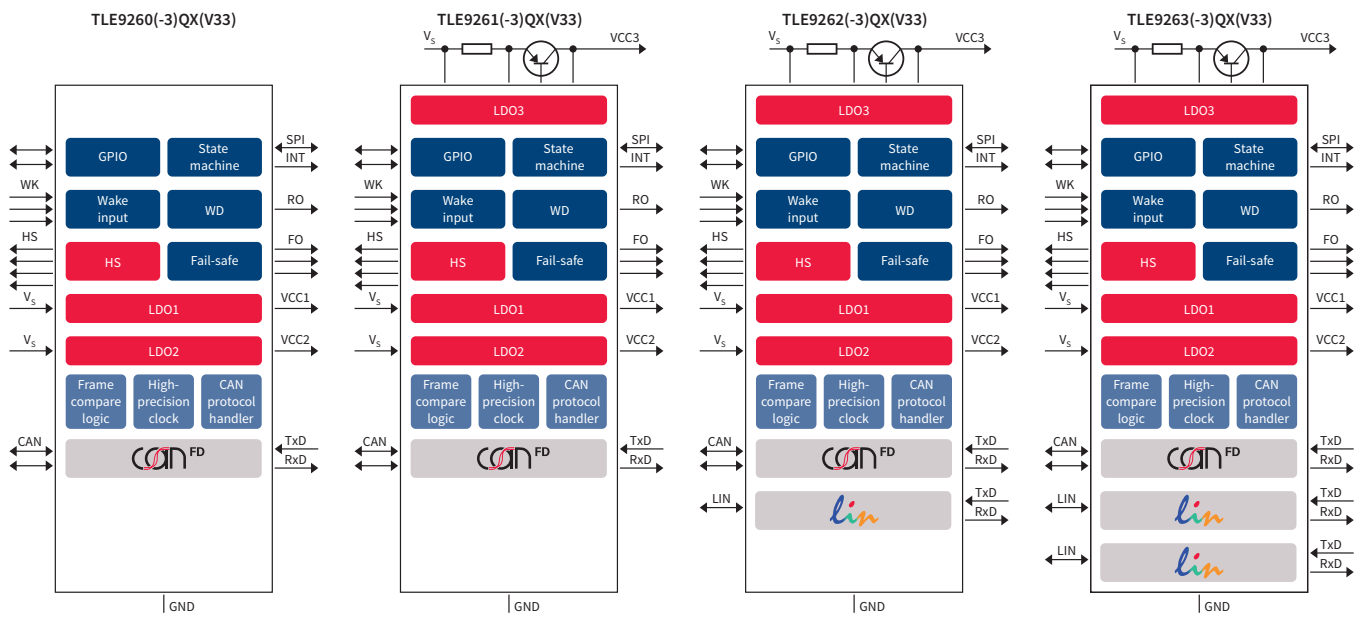 TLE9260(-3)QX(V33)
GPIO
State
machine
SPI
INT
WK
Wake
input
WD
RO
HS
HS
Fail-safe
FO
VS
LDO1
VCC1
VS
LDO2
VCC2
Frame
compare
logic
High-
precision
clock
CAN
protocol
handler
CAN
CAN FD
TxD
RxD
GND
TLE9261(-3)QX(V33)
VS
VCC3
LDO3
GPIO
State
machine
SPI
INT
WK
Wake
input
WD
RO
HS
HS
Fail-safe
FO
VS
LDO1
VCC1
VS
LDO2
VCC2
Frame
compare
logic
High-
precision
clock
CAN
protocol
handler
CAN
CAN FD
TxD
RxD
GND
TLE9262(-3)QX(V33)
VS
VCC3
LDO3
GPIO
State
machine
SPI
INT
WK
Wake
input
WD
RO
HS
HS
Fail-safe
FO
VS
LDO1
VCC1
VS
LDO2
VCC2
Frame
compare
logic
High-
precision
clock
CAN
protocol
handler
CAN
CAN FD
TxD
RxD
LIN
lin
TxD
RxD
GND
TLE9263(-3)QX(V33)
VS
VCC3
LDO3
GPIO
State
machine
SPI
INT
WK
Wake
input
WD
RO
HS
HS
Fail-safe
FO
VS
LDO1
VCC1
VS
LDO2
VCC2
Frame
compare
logic
High-
precision
clock
CAN
protocol
handler
CAN
CAN FD
TxD
RxD
LIN
lin
TxD
RxD
LIN
lin
TxD
RxD
GND